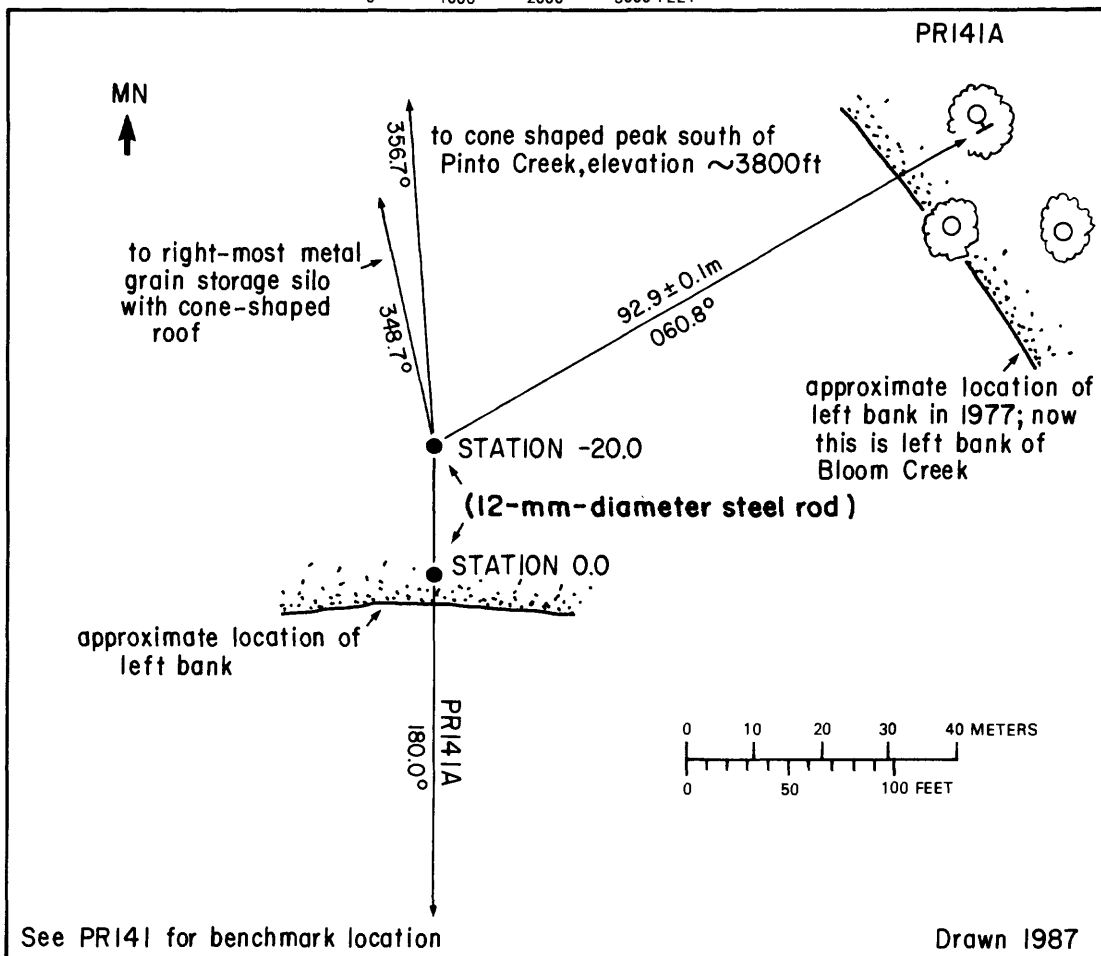 PR141A
MN
356.7°
to cone shaped peak south of
Pinto Creek, elevation ~3800ft
to right-most metal
grain storage silo
with cone-shaped
roof
348.7°
92.9 ± 0.1m
060.8°
approximate location of
left bank in 1977; now
this is left bank of
Bloom Creek
STATION -20.0
(12-mm-diameter steel rod)
STATION 0.0
approximate location of
left bank
PR141A
180.0°
0 10 20 30 40 METERS
0 50 100 FEET
See PR141 for benchmark location
Drawn 1987